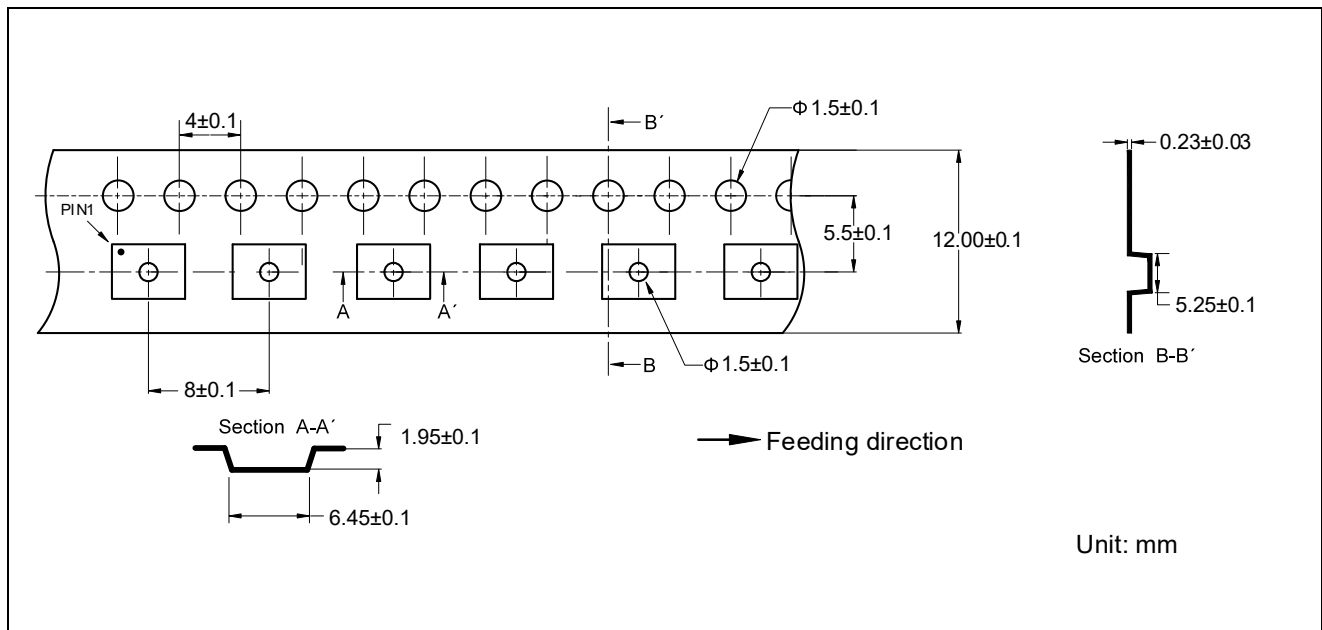 4±0.1
B´
Φ1.5±0.1
0.23±0.03
PIN1
5.5±0.1
12.00±0.1
A
A´
5.25±0.1
B
Φ1.5±0.1
Section B-B´
8±0.1
Section A-A´
1.95±0.1
Feeding direction
6.45±0.1
Unit: mm